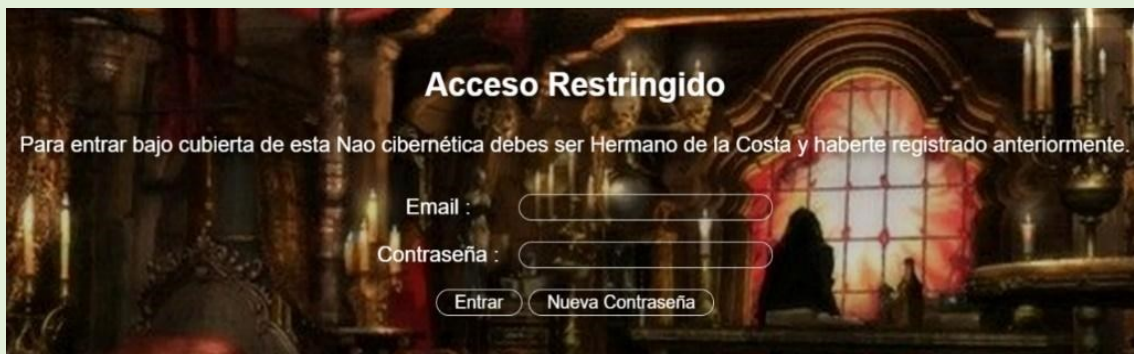 Acceso Restringido
Para entrar bajo cubierta de esta Nao cibernética debes ser Hermano de la Costa y haberte registrado anteriormente.
Email :
Contraseña :
Entrar Nueva Contraseña